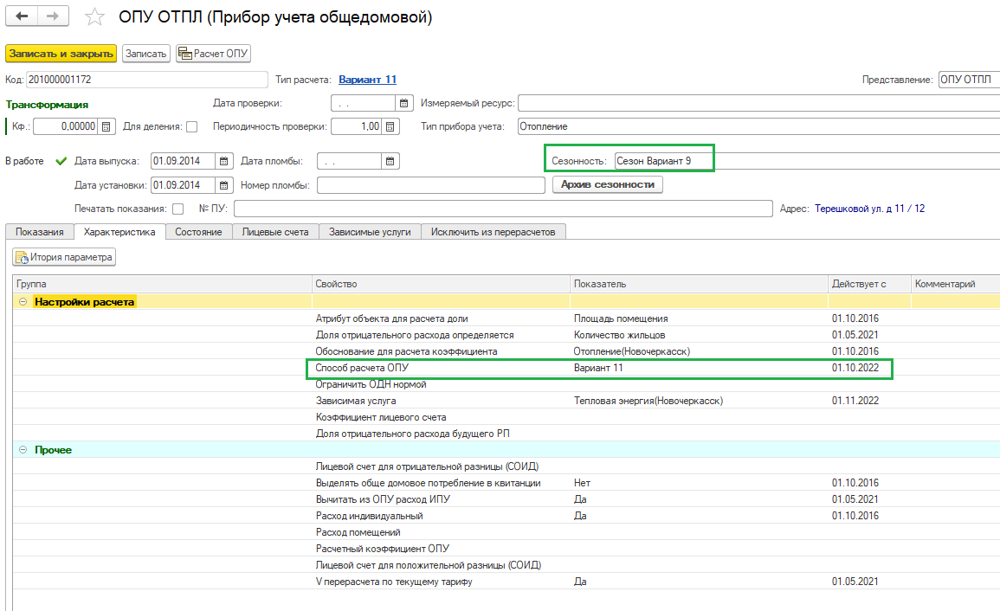 ОПУ ОТПЛ (Прибор учета общедомовой)
Записать и закрыть Записать Расчет ОПУ
Код: 201000001172 Тип расчета: Вариант 11 Представление: ОПУ ОТПЛ
Трансформация Дата проверки: . . Измеряемый ресурс:
Кф.: 0,00000 Для деления: Периодичность проверки: 1,00 Тип прибора учета: Отопление
В работе Дата выпуска: 01.09.2014 Дата пломбы: . . Сезонность: Сезон Вариант 9
Дата установки: 01.09.2014 Номер пломбы: Архив сезонности
Печатать показания: № ПУ: Адрес: Терешковой ул. д 11 / 12
Показания Характеристика Состояние Лицевые счета Зависимые услуги Исключить из перерасчетов
Итория параметра
Группа Свойство Показатель Действует с Комментарий
Настройки расчета
Атрибут объекта для расчета доли Площадь помещения 01.10.2016
Доля отрицательного расхода определяется Количество жильцов 01.05.2021
Обоснование для расчета коэффициента Отопление(Новочеркасск) 01.10.2016
Способ расчета ОПУ Вариант 11 01.10.2022
Ограничить ОДН нормой
Зависимая услуга Тепловая энергия(Новочеркасск) 01.11.2022
Коэффициент лицевого счета
Доля отрицательного расхода будущего РП
Прочее
Лицевой счет для отрицательной разницы (СОИД)
Выделять обще домовое потребление в квитанции Нет 01.10.2016
Вычитать из ОПУ расход ИПУ Да 01.05.2021
Расход индивидуальный Да 01.10.2016
Расход помещений
Расчетный коэффициент ОПУ
Лицевой счет для положительной разницы (СОИД)
V перерасчета по текущему тарифу Да 01.05.2021